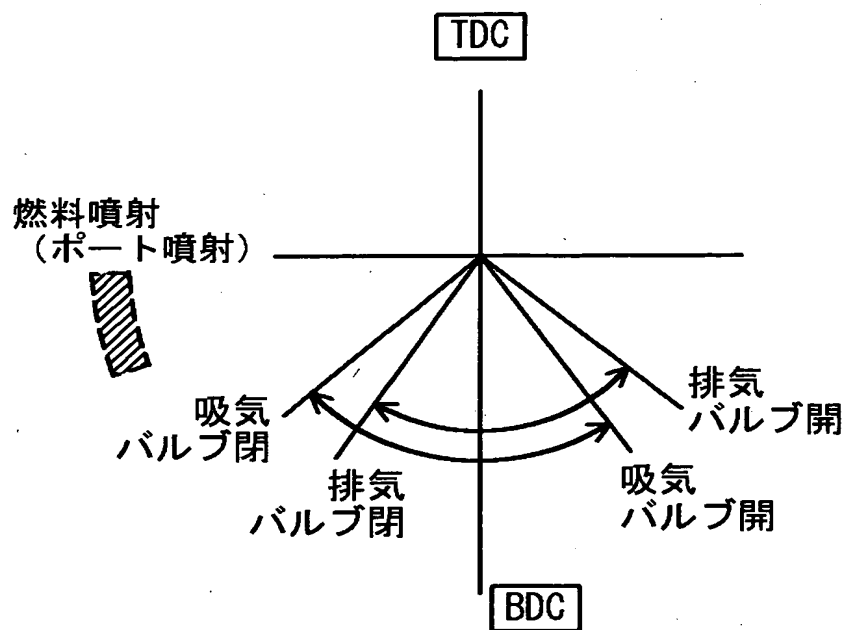 TDC
燃料噴射
（ポート噴射）
排気
バルブ開
吸気
バルブ閉
排気
バルブ閉
吸気
バルブ開
BDC